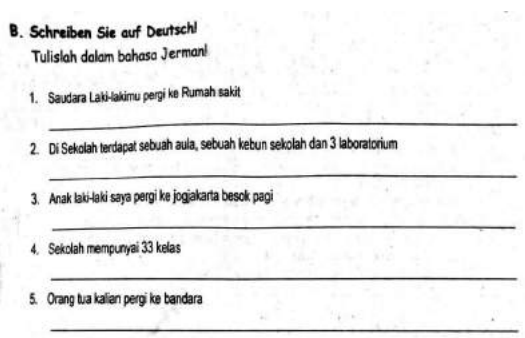 B. Schreiben Sie auf Deutsch!
Tulislah dalam bahasa Jerman!
1. Saudara Laki-lakimu pergi ke Rumah sakit
2. Di Sekolah terdapat sebuah aula, sebuah kebun sekolah dan 3 laboratorium
3. Anak laki-laki saya pergi ke jogjakarta besok pagi
4. Sekolah mempunyai 33 kelas
5. Orang tua kalian pergi ke bandara